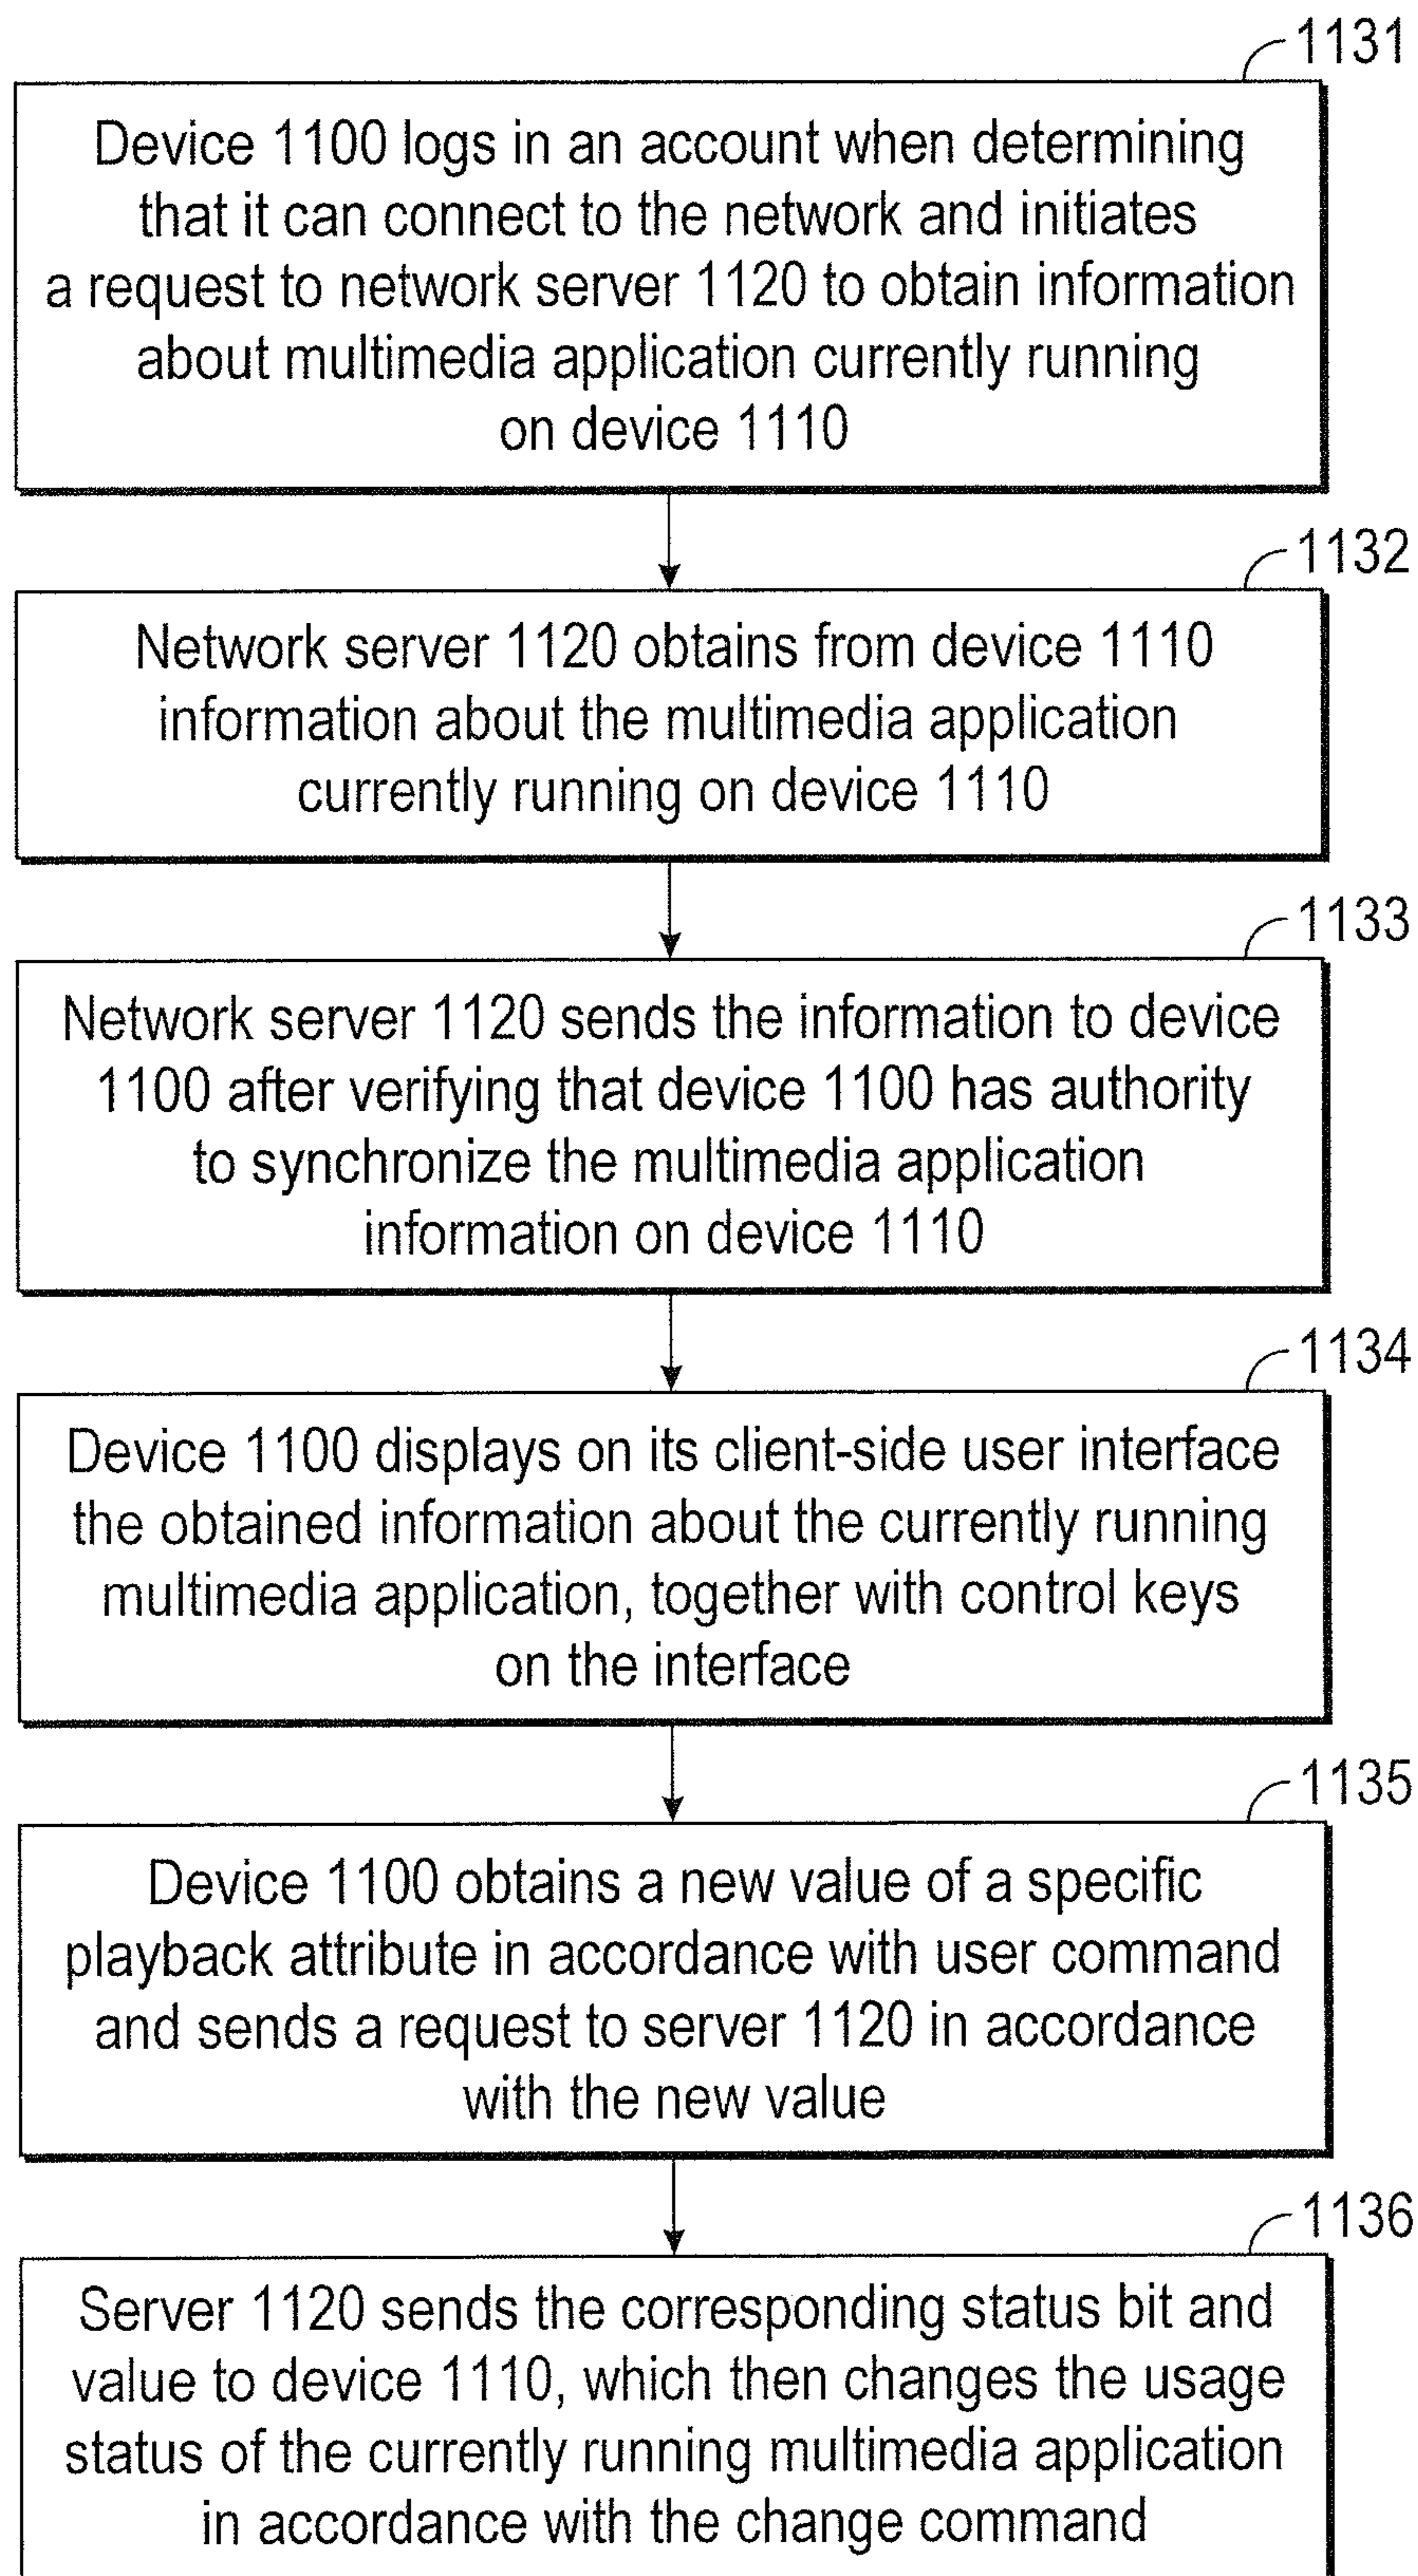 1131
Device 1100 logs in an account when determining
that it can connect to the network and initiates
a request to network server 1120 to obtain information
about multimedia application currently running
on device 1110
1132
Network server 1120 obtains from device 1110
information about the multimedia application
currently running on device 1110
1133
Network server 1120 sends the information to device
1100 after verifying that device 1100 has authority
to synchronize the multimedia application
information on device 1110
1134
Device 1100 displays on its client-side user interface
the obtained information about the currently running
multimedia application, together with control keys
on the interface
1135
Device 1100 obtains a new value of a specific
playback attribute in accordance with user command
and sends a request to server 1120 in accordance
with the new value
1136
Server 1120 sends the corresponding status bit and
value to device 1110, which then changes the usage
status of the currently running multimedia application
in accordance with the change command